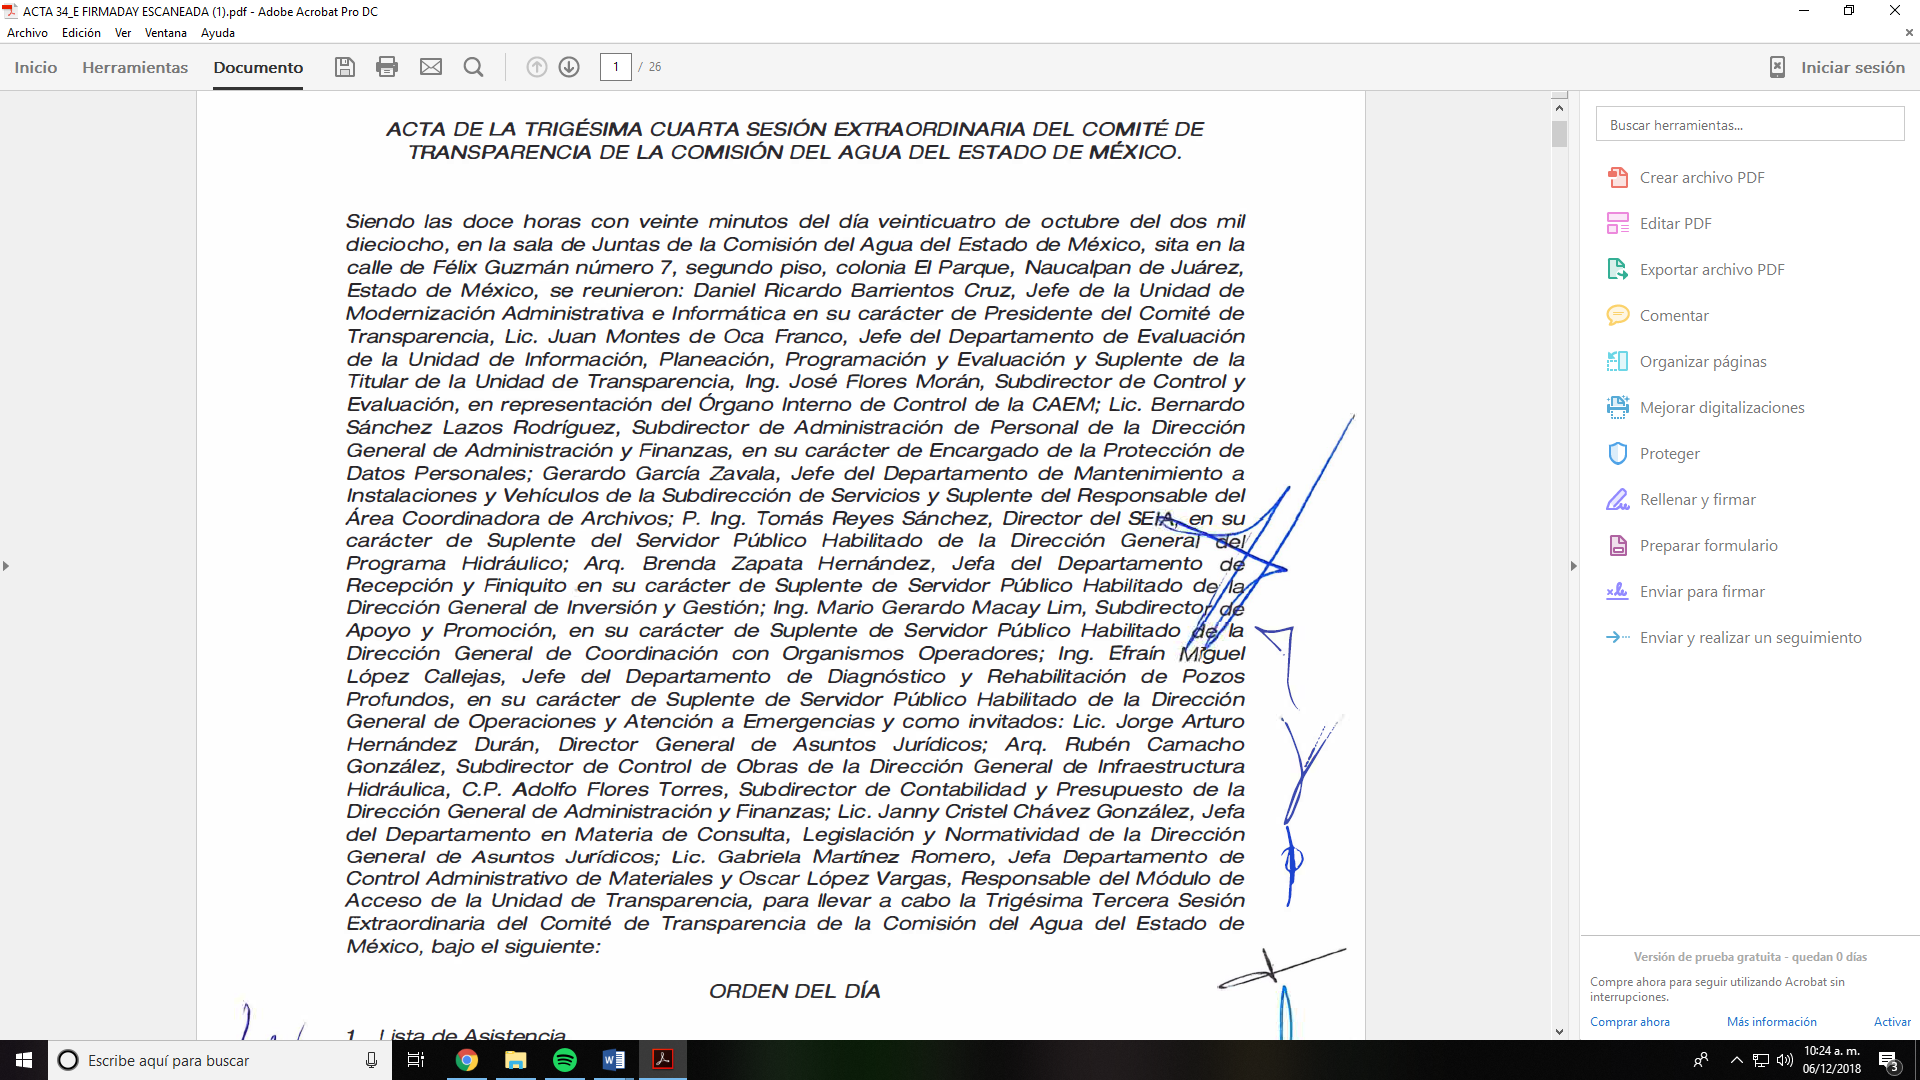 ACTA 34_E FIRMADAY ESCANEADA (1).pdf - Adobe Acrobat Pro DC
Archivo Edición Ver Ventana Ayuda
Inicio Herramientas Documento 1 / 26 Iniciar sesión
ACTA DE LA TRIGÉSIMA CUARTA SESIÓN EXTRAORDINARIA DEL COMITÉ DE
TRANSPARENCIA DE LA COMISIÓN DEL AGUA DEL ESTADO DE MÉXICO.
Siendo las doce horas con veinte minutos del día veinticuatro de octubre del dos mil
dieciocho, en la sala de Juntas de la Comisión del Agua del Estado de México, sita en la
calle de Félix Guzmán número 7, segundo piso, colonia El Parque, Naucalpan de Juárez,
Estado de México, se reunieron: Daniel Ricardo Barrientos Cruz, Jefe de la Unidad de
Modernización Administrativa e Informática en su carácter de Presidente del Comité de
Transparencia, Lic. Juan Montes de Oca Franco, Jefe del Departamento de Evaluación
de la Unidad de Información, Planeación, Programación y Evaluación y Suplente de la
Titular de la Unidad de Transparencia, Ing. José Flores Morán, Subdirector de Control y
Evaluación, en representación del Órgano Interno de Control de la CAEM; Lic. Bernardo
Sánchez Lazos Rodríguez, Subdirector de Administración de Personal de la Dirección
General de Administración y Finanzas, en su carácter de Encargado de la Protección de
Datos Personales; Gerardo García Zavala, Jefe del Departamento de Mantenimiento a
Instalaciones y Vehículos de la Subdirección de Servicios y Suplente del Responsable del
Área Coordinadora de Archivos; P. Ing. Tomás Reyes Sánchez, Director del SEIA, en su
carácter de Suplente del Servidor Público Habilitado de la Dirección General del
Programa Hidráulico; Arq. Brenda Zapata Hernández, Jefa del Departamento de
Recepción y Finiquito en su carácter de Suplente de Servidor Público Habilitado de la
Dirección General de Inversión y Gestión; Ing. Mario Gerardo Macay Lim, Subdirector de
Apoyo y Promoción, en su carácter de Suplente de Servidor Público Habilitado de la
Dirección General de Coordinación con Organismos Operadores; Ing. Efraín Miguel
López Callejas, Jefe del Departamento de Diagnóstico y Rehabilitación de Pozos
Profundos, en su carácter de Suplente de Servidor Público Habilitado de la Dirección
General de Operaciones y Atención a Emergencias y como invitados: Lic. Jorge Arturo
Hernández Durán, Director General de Asuntos Jurídicos; Arq. Rubén Camacho
González, Subdirector de Control de Obras de la Dirección General de Infraestructura
Hidráulica, C.P. Adolfo Flores Torres, Subdirector de Contabilidad y Presupuesto de la
Dirección General de Administración y Finanzas; Lic. Janny Cristel Chávez González, Jefa
del Departamento en Materia de Consulta, Legislación y Normatividad de la Dirección
General de Asuntos Jurídicos; Lic. Gabriela Martínez Romero, Jefa Departamento de
Control Administrativo de Materiales y Oscar López Vargas, Responsable del Módulo de
Acceso de la Unidad de Transparencia, para llevar a cabo la Trigésima Tercera Sesión
Extraordinaria del Comité de Transparencia de la Comisión del Agua del Estado de
México, bajo el siguiente:
ORDEN DEL DÍA
1. Lista de Asistencia
Buscar herramientas...
Crear archivo PDF
Editar PDF
Exportar archivo PDF
Comentar
Organizar páginas
Mejorar digitalizaciones
Proteger
Rellenar y firmar
Preparar formulario
Enviar para firmar
Enviar y realizar un seguimiento
Versión de prueba gratuita - quedan 0 días
Compre ahora para seguir utilizando Acrobat sin
interrupciones.
Comprar ahora Más información Activar
Escribe aquí para buscar
10:24 a. m.
06/12/2018
3